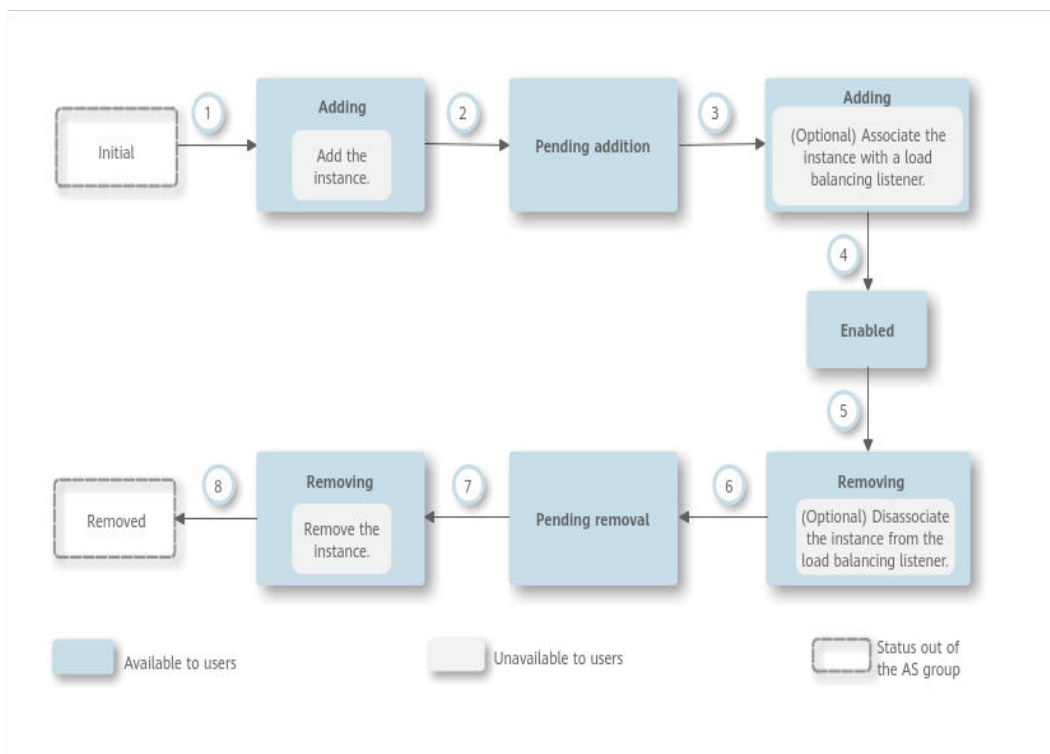 1
2
3
Initial
Adding
Add the
instance.
Pending addition
Adding
(Optional) Associate the
instance with a load
balancing listener.
4
Enabled
5
8
7
6
Removed
Removing
Remove the
instance.
Pending removal
Removing
(Optional) Disassociate
the instance from the
load balancing listener.
Available to users
Unavailable to users
Status out of
the AS group